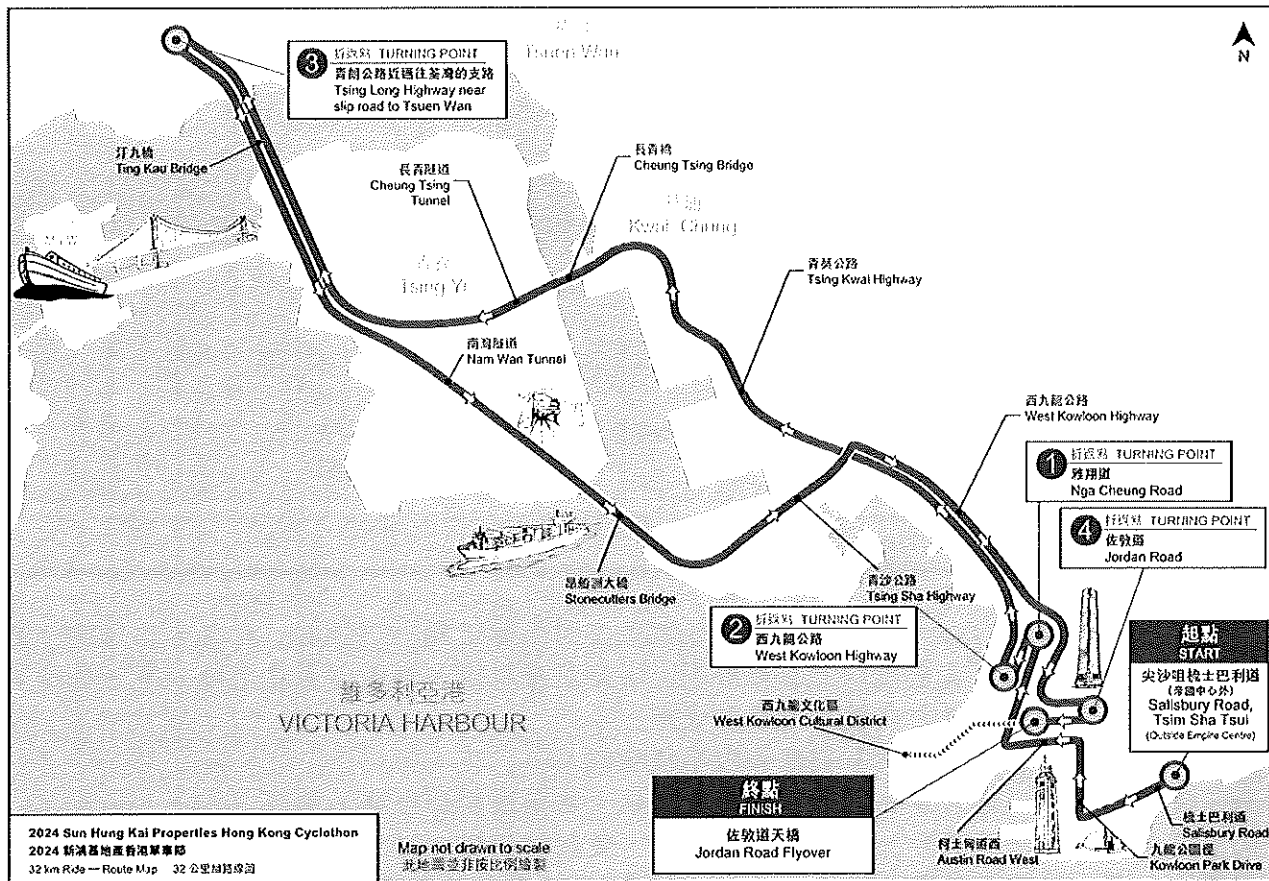 N
3
折返點 TURNING POINT
青朗公路近通往荃灣的支路
Tsing Long Highway near
slip road to Tsuen Wan
Tsuen Wan
汀九橋
Ting Kau Bridge
長青隧道
Cheung Tsing
Tunnel
長青橋
Cheung Tsing Bridge
Kwai Chung
青衣
Tsing Yi
青葵公路
Tsing Kwai Highway
南灣隧道
Nam Wan Tunnel
西九龍公路
West Kowloon Highway
1
折返點 TURNING POINT
雅翔道
Nga Cheung Road
4
折返點 TURNING POINT
佐敦道
Jordan Road
昂船洲大橋
Stonecutters Bridge
青沙公路
Tsing Sha Highway
2
折返點 TURNING POINT
西九龍公路
West Kowloon Highway
起點
START
尖沙咀梳士巴利道
(帝國中心外)
Salisbury Road,
Tsim Sha Tsui
(Outside Empire Centre)
維多利亞港
VICTORIA HARBOUR
西九龍文化區
West Kowloon Cultural District
終點
FINISH
佐敦道天橋
Jordan Road Flyover
柯士甸道西
Austin Road West
梳士巴利道
Salisbury Road
九龍公園徑
Kowloon Park Drive
2024 Sun Hung Kai Properties Hong Kong Cyclothon
2024 新鴻基地產香港單車節
32 km Ride — Route Map 32 公里組路線圖
Map not drawn to scale
此地圖並非按比例繪製